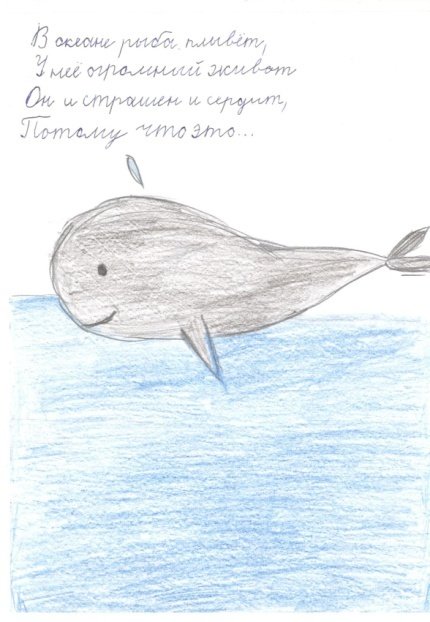 В океане рыба плывёт,
У неё огромный живот
Он и страшен и сердит,
Потому что это...